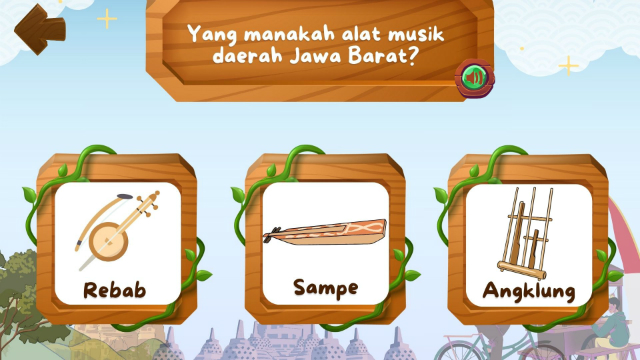 Yang manakah alat musik
daerah Jawa Barat?
Rebab
Sampe
Angklung